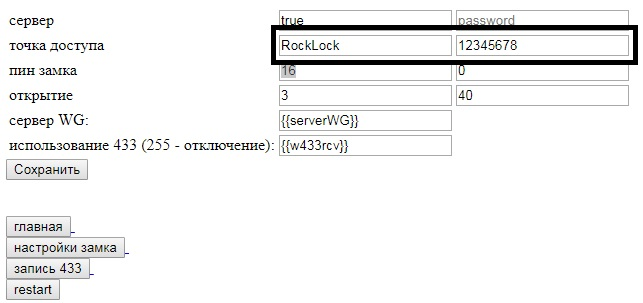 сервер true password
точка доступа RockLock 12345678
пин замка 16 0
открытие 3 40
сервер WG: {{serverWG}}
использование 433 (255 - отключение): {{w433rcv}}
Сохранить
главная
настройки замка
запись 433
restart